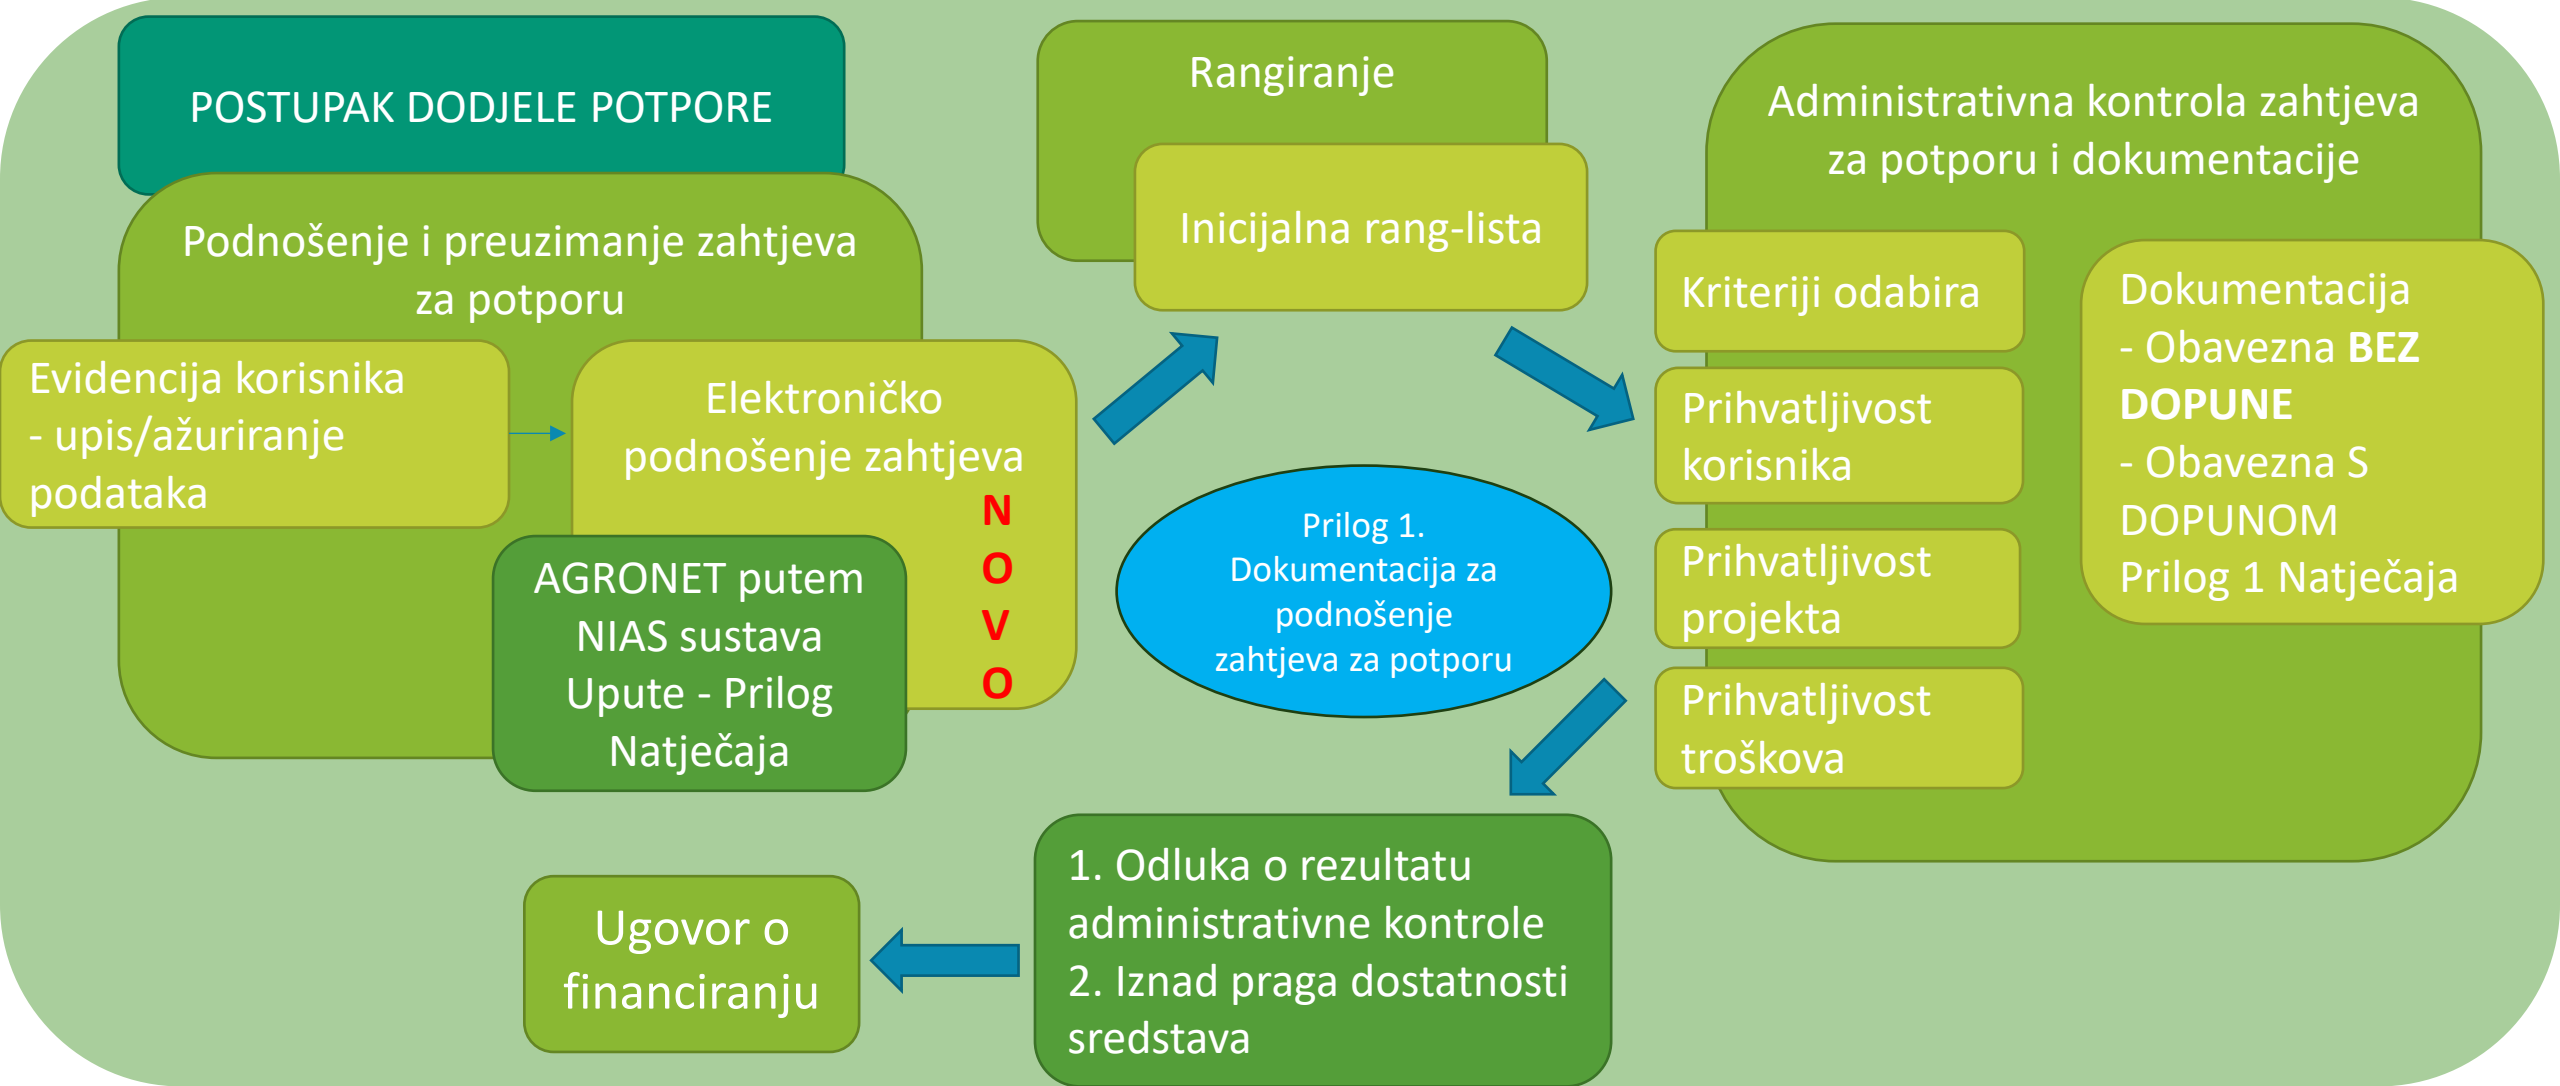 POSTUPAK DODJELE POTPORE
Podnošenje i preuzimanje zahtjeva
za potporu
Evidencija korisnika
- upis/ažuriranje
podataka
Elektroničko
podnošenje zahtjeva
N
O
V
O
AGRONET putem
NIAS sustava
Upute - Prilog
Natječaja
Rangiranje
Inicijalna rang-lista
Administrativna kontrola zahtjeva
za potporu i dokumentacije
Kriteriji odabira
Prihvatljivost
korisnika
Prihvatljivost
projekta
Prihvatljivost
troškova
Dokumentacija
- Obavezna BEZ
DOPUNE
- Obavezna S
DOPUNOM
Prilog 1 Natječaja
Prilog 1.
Dokumentacija za
podnošenje
zahtjeva za potporu
1. Odluka o rezultatu
administrativne kontrole
2. Iznad praga dostatnosti
sredstava
Ugovor o
financiranju